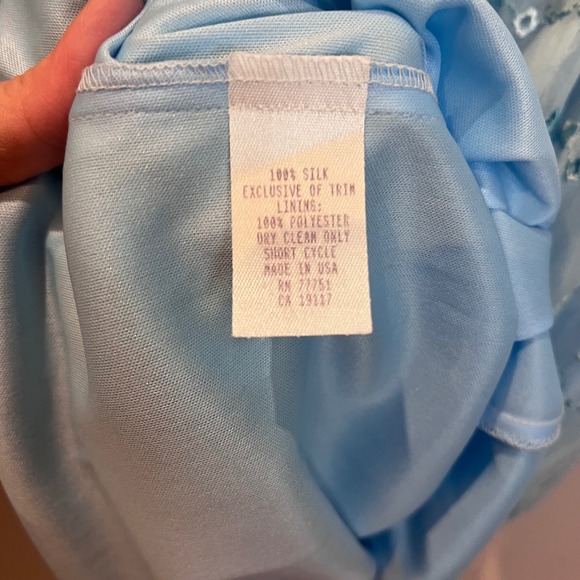 100% SILK
EXCLUSIVE OF TRIM
LINING:
100% POLYESTER
DRY CLEAN ONLY
SHORT CYCLE
MADE IN USA
RN 77751
CA 19117